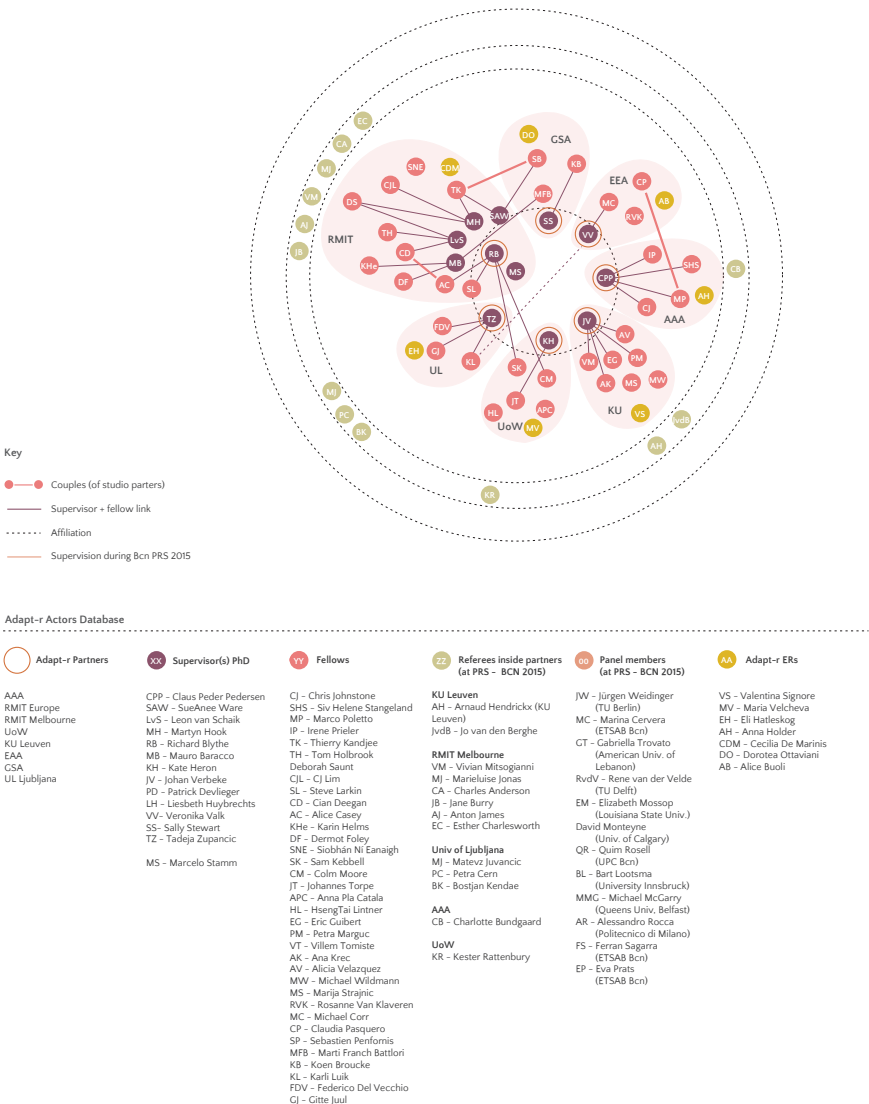 EC
CA
MJ
VM
AJ
JB
DO
GSA
SB
KB
SNE
CDM
CJL
TK
MFB
DS
SAW
MH
SS
EEA
CP
MC
AB
RVK
VV
RMIT
TH
LvS
CD
MB
RB
MS
KHe
DF
AC
SL
IP
SHS
CB
CPP
MP
AH
CJ
AAA
TZ
FDV
EH
GJ
KL
UL
KH
JV
AV
VM
EG
PM
AK
MS
MW
KU
VS
SK
CM
JT
HL
APC
UoW
MV
MJ
PC
BK
JvdB
AH
KR
Key
Couples (of studio parters)
Supervisor + fellow link
Affiliation
Supervision during Bcn PRS 2015
Adapt-r Actors Database
Adapt-r Partners
AAA
RMIT Europe
RMIT Melbourne
UoW
KU Leuven
EAA
GSA
UL Ljubljana
XX Supervisor(s) PhD
CPP - Claus Peder Pedersen
SAW - SueAnee Ware
LvS - Leon van Schaik
MH - Martyn Hook
RB - Richard Blythe
MB - Mauro Baracco
KH - Kate Heron
JV - Johan Verbeke
PD - Patrick Devlieger
LH - Liesbeth Huybrechts
VV- Veronika Valk
SS- Sally Stewart
TZ - Tadeja Zupancic
MS - Marcelo Stamm
YY Fellows
CJ - Chris Johnstone
SHS - Siv Helene Stangeland
MP - Marco Poletto
IP - Irene Prieler
TK - Thierry Kandjee
TH - Tom Holbrook
Deborah Saunt
CJL - CJ Lim
SL - Steve Larkin
CD - Cian Deegan
AC - Alice Casey
KHe - Karin Helms
DF - Dermot Foley
SNE - Siobhán Ní Eanaigh
SK - Sam Kebbell
CM - Colm Moore
JT - Johannes Torpe
APC - Anna Pla Catala
HL - HsengTai Lintner
EG - Eric Guibert
PM - Petra Marguc
VT - Villem Tomiste
AK - Ana Krec
AV - Alicia Velazquez
MW - Michael Wildmann
MS - Marija Strajnic
RVK - Rosanne Van Klaveren
MC - Michael Corr
CP - Claudia Pasquero
SP - Sebastien Penfornis
MFB - Marti Franch Battlori
KB - Koen Broucke
KL - Karli Luik
FDV - Federico Del Vecchio
GJ - Gitte Juul
ZZ Referees inside partners
(at PRS - BCN 2015)
KU Leuven
AH - Arnaud Hendrickx (KU
Leuven)
JvdB - Jo van den Berghe
RMIT Melbourne
VM - Vivian Mitsogianni
MJ - Marieluise Jonas
CA - Charles Anderson
JB - Jane Burry
AJ - Anton James
EC - Esther Charlesworth
Univ of Ljubljana
MJ - Matevz Juvancic
PC - Petra Cern
BK - Bostjan Kendae
AAA
CB - Charlotte Bundgaard
UoW
KR - Kester Rattenbury
00 Panel members
(at PRS - BCN 2015)
JW - Jürgen Weidinger
(TU Berlin)
MC - Marina Cervera
(ETSAB Bcn)
GT - Gabriella Trovato
(American Univ. of
Lebanon)
RvdV - Rene van der Velde
(TU Delft)
EM - Elizabeth Mossop
(Louisiana State Univ.)
David Monteyne
(Univ. of Calgary)
QR - Quim Rosell
(UPC Bcn)
BL - Bart Lootsma
(University Innsbruck)
MMG - Michael McGarry
(Queens Univ, Belfast)
AR - Alessandro Rocca
(Politecnico di Milano)
FS - Ferran Sagarra
(ETSAB Bcn)
EP - Eva Prats
(ETSAB Bcn)
AA Adapt-r ERs
VS - Valentina Signore
MV - Maria Velcheva
EH - Eli Hatleskog
AH - Anna Holder
CDM - Cecilia De Marinis
DO - Dorotea Ottaviani
AB - Alice Buoli